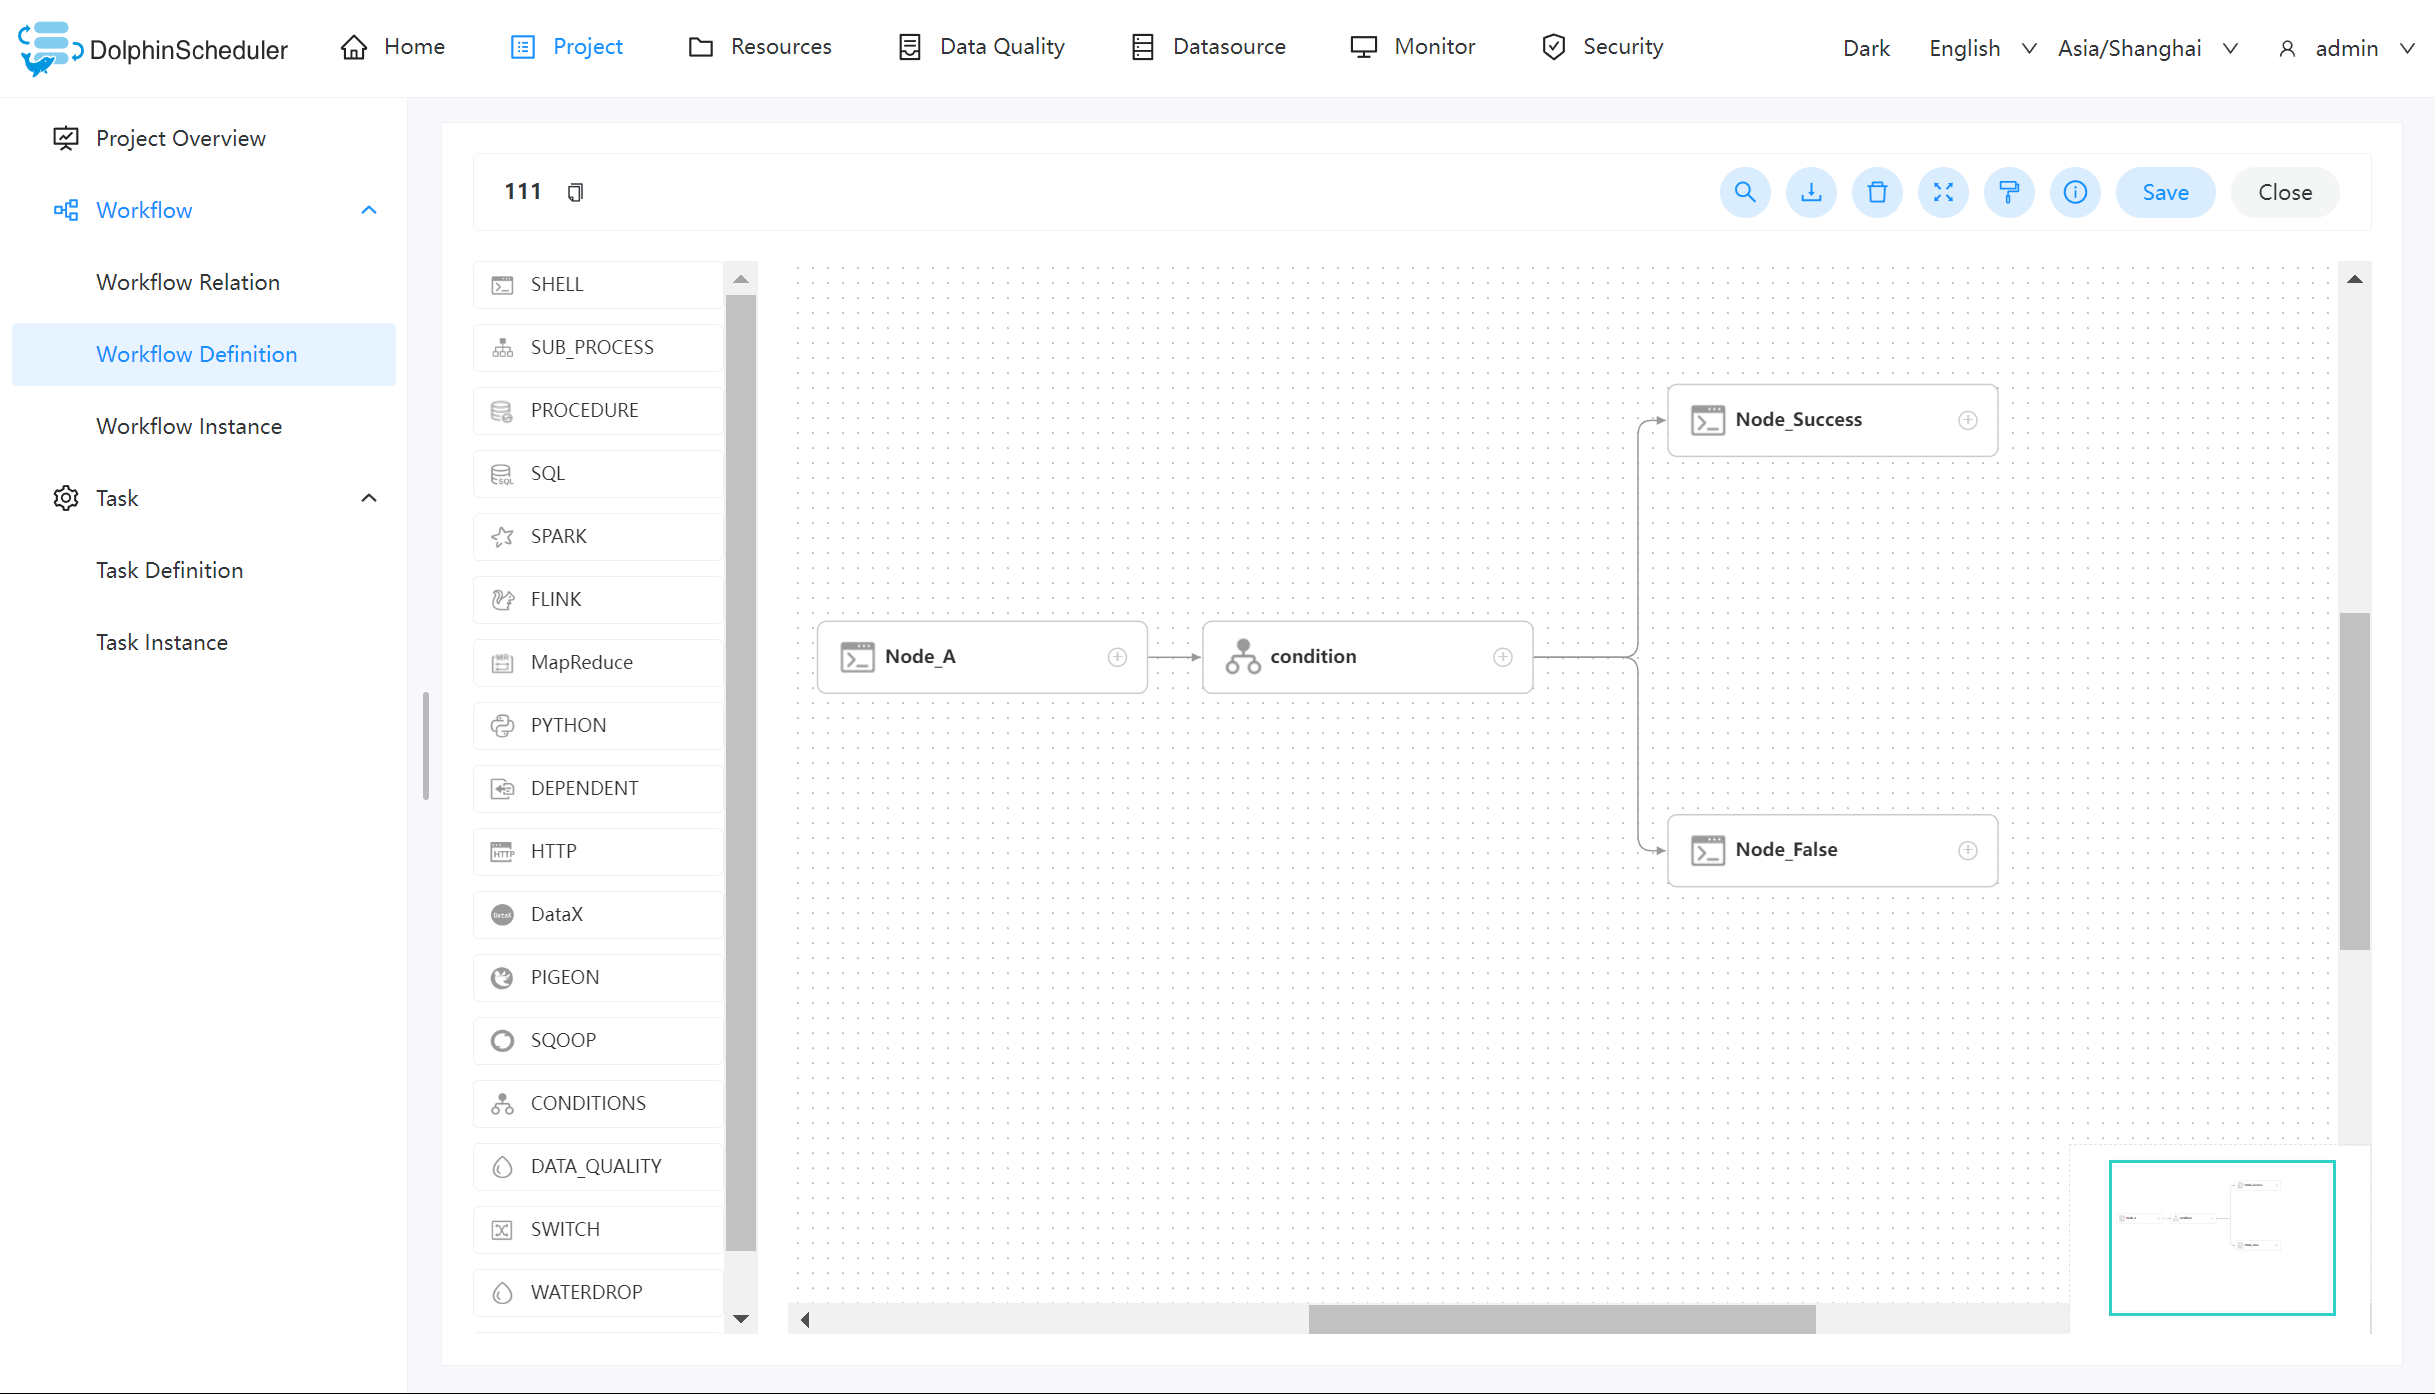 DolphinScheduler
Home
Project
Resources
Data Quality
Datasource
Monitor
Security
Dark
English
Asia/Shanghai
admin
Project Overview
Workflow
Workflow Relation
Workflow Definition
Workflow Instance
Task
Task Definition
Task Instance
111
Save
Close
SHELL
SUB_PROCESS
PROCEDURE
SQL
SPARK
FLINK
MapReduce
PYTHON
DEPENDENT
HTTP
DataX
PIGEON
SQOOP
CONDITIONS
DATA_QUALITY
SWITCH
WATERDROP
Node_A
condition
Node_Success
Node_False